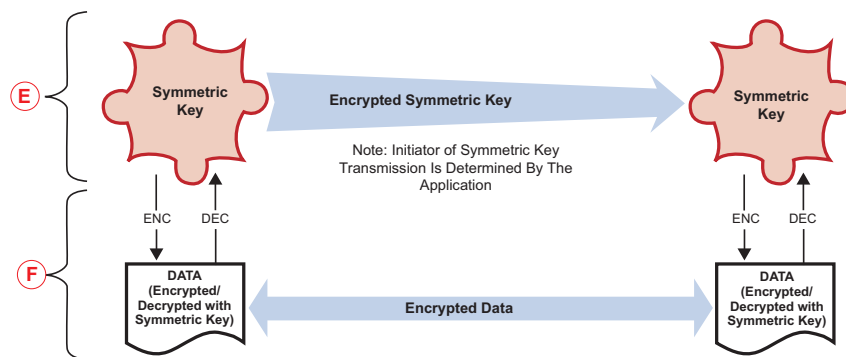 E
Symmetric
Key
Encrypted Symmetric Key
Symmetric
Key
Note: Initiator of Symmetric Key
Transmission Is Determined By The
Application
ENC
DEC
ENC
DEC
F
DATA
(Encrypted/
Decrypted with
Symmetric Key)
Encrypted Data
DATA
(Encrypted/
Decrypted with
Symmetric Key)